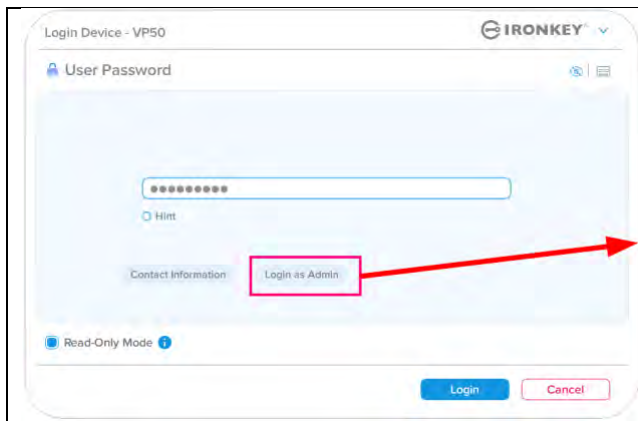 Login Device - VP50
IRONKEY
User Password
Hint
Contact Information
Login as Admin
Read-Only Mode
Login
Cancel